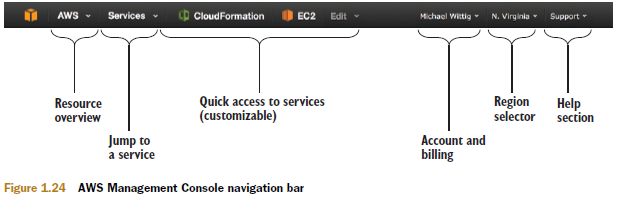 AWS Services CloudFormation EC2 Edit Michael Wittig N. Virginia Support
Resource
overview
Jump to
a service
Quick access to services
(customizable)
Account and
billing
Region
selector
Help
section
Figure 1.24 AWS Management Console navigation bar